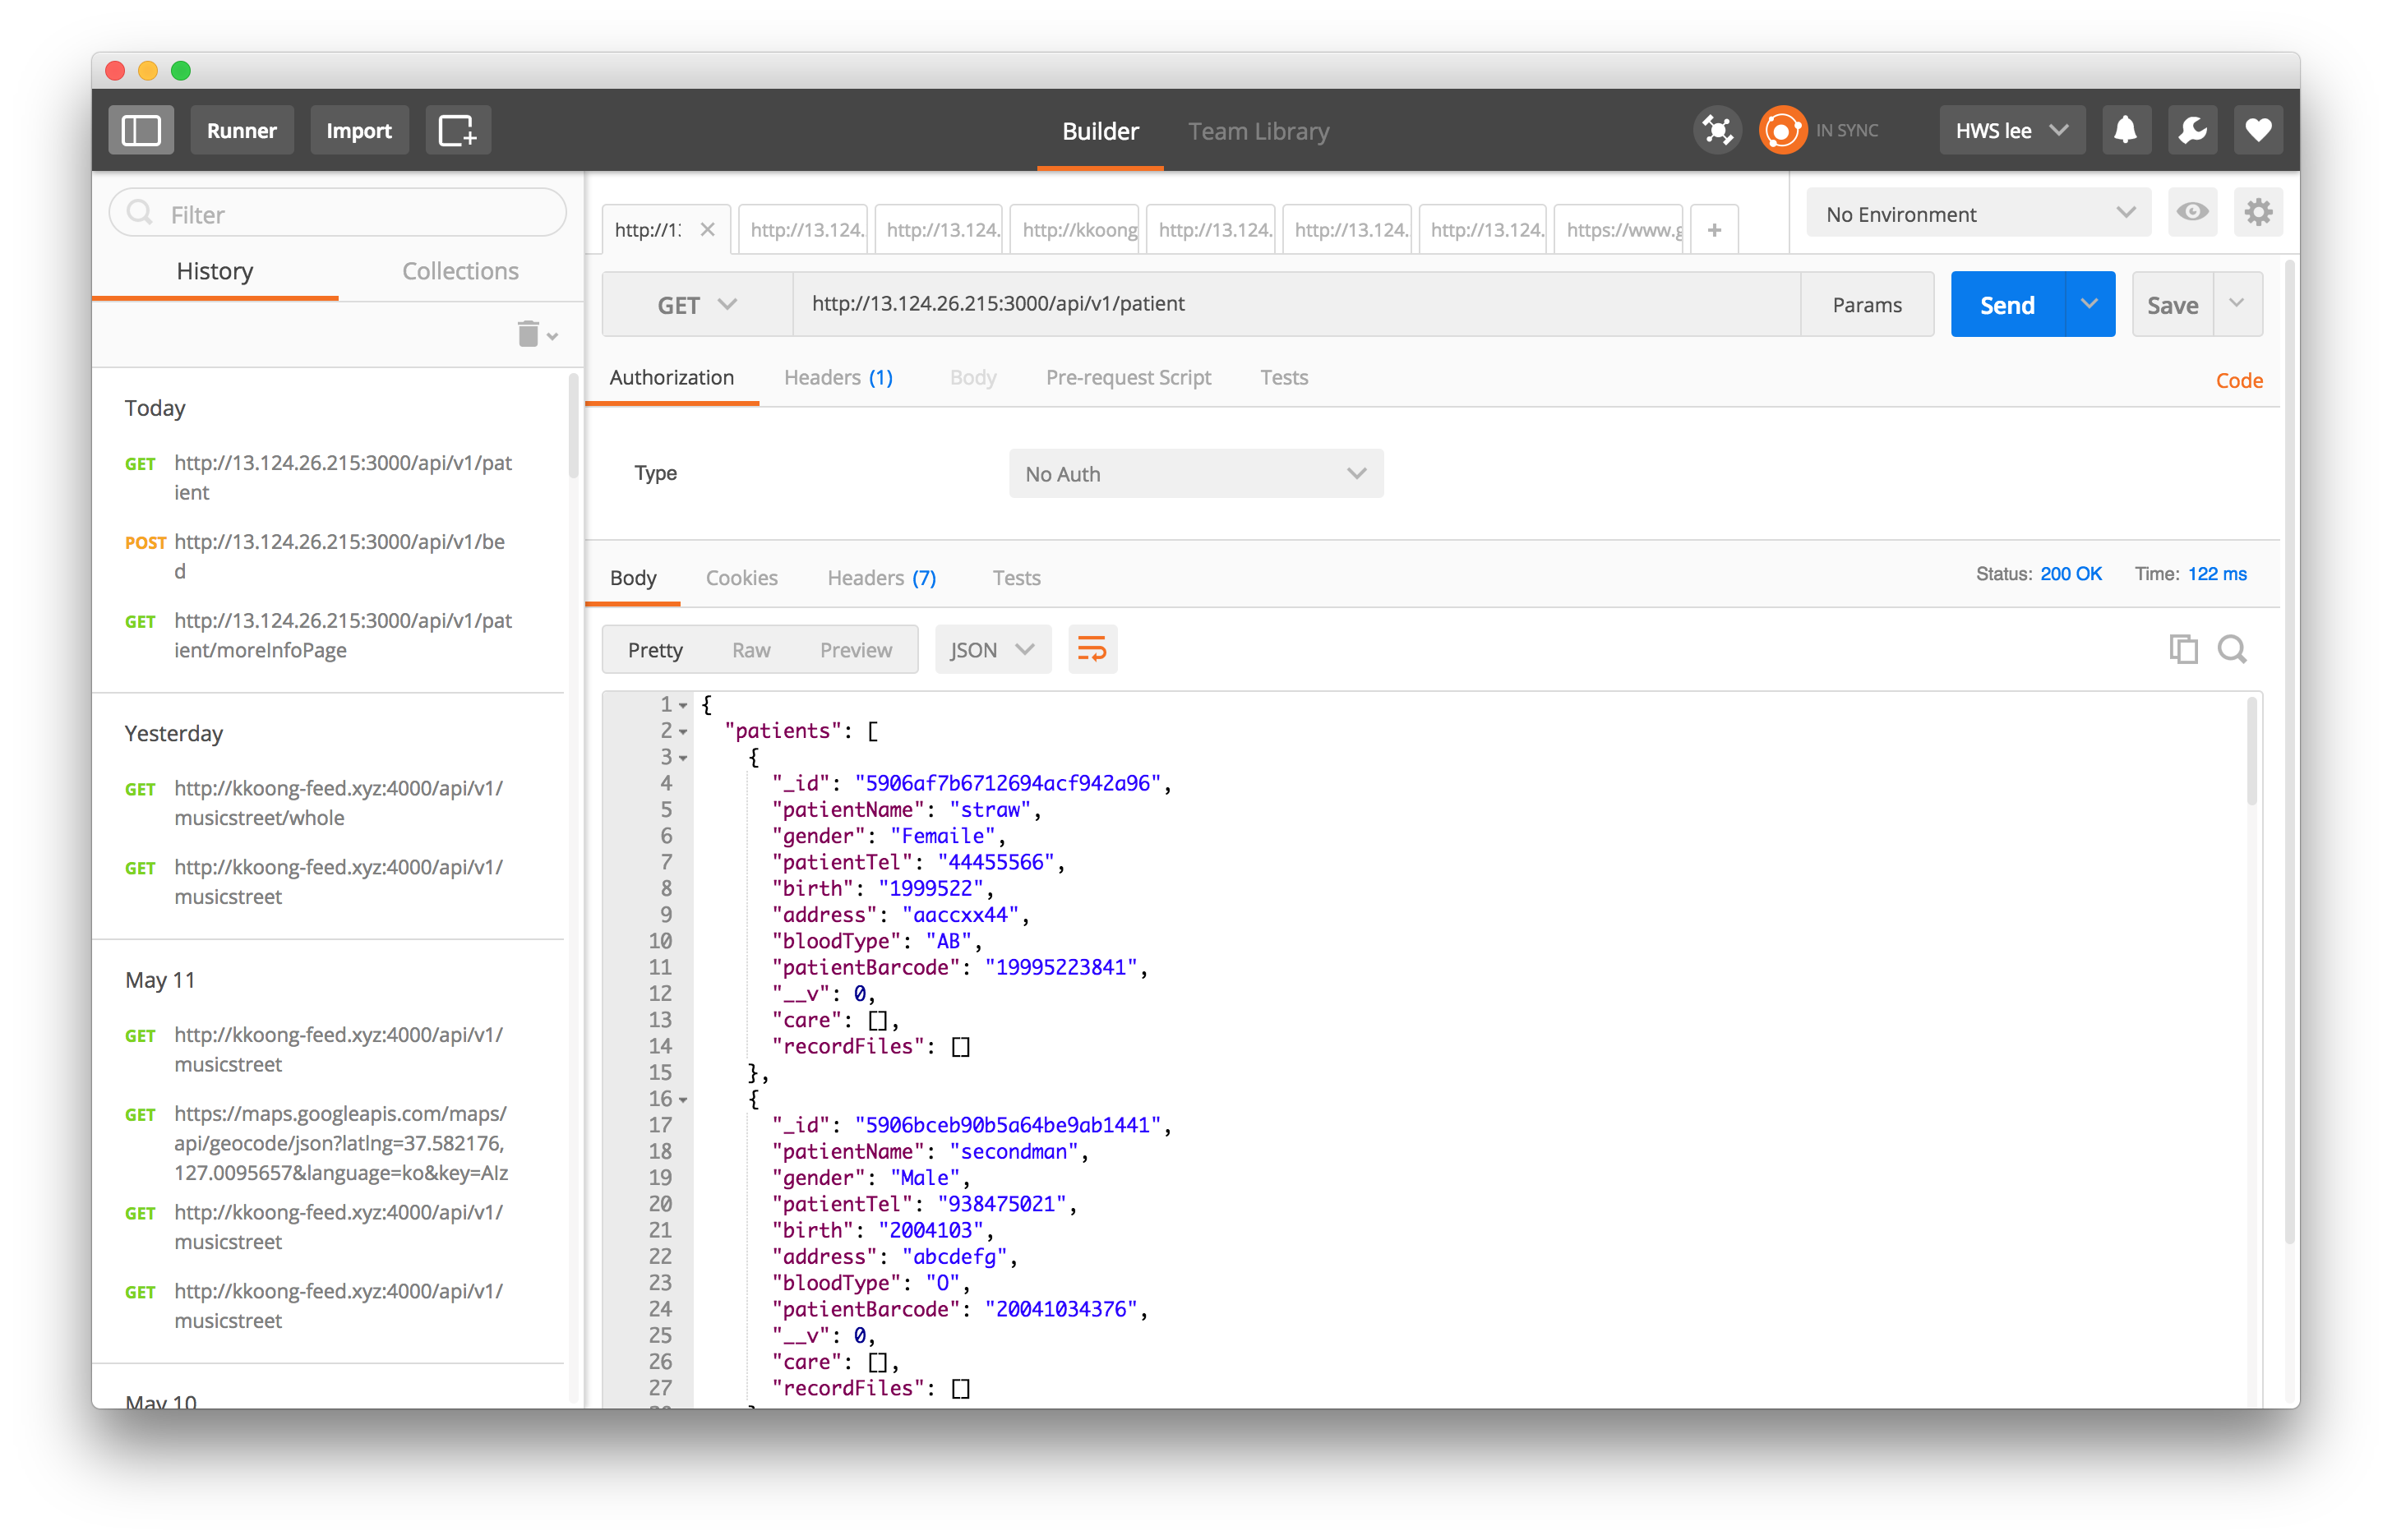 Runner
Import
Builder
Team Library
IN SYNC
HWS lee
Filter
History
Collections
Today
GET http://13.124.26.215:3000/api/v1/pat
ient
POST http://13.124.26.215:3000/api/v1/be
d
GET http://13.124.26.215:3000/api/v1/pat
ient/moreInfoPage
Yesterday
GET http://kkoong-feed.xyz:4000/api/v1/
musicstreet/whole
GET http://kkoong-feed.xyz:4000/api/v1/
musicstreet
May 11
GET http://kkoong-feed.xyz:4000/api/v1/
musicstreet
GET https://maps.googleapis.com/maps/
api/geocode/json?latlng=37.582176,
127.0095657&language=ko&key=AIz
GET http://kkoong-feed.xyz:4000/api/v1/
musicstreet
GET http://kkoong-feed.xyz:4000/api/v1/
musicstreet
May 10
http://1
http://13.124.
http://13.124.
http://kkoong
http://13.124.
http://13.124.
http://13.124.
https://www.g
+
No Environment
GET
http://13.124.26.215:3000/api/v1/patient
Params
Send
Save
Authorization
Headers (1)
Body
Pre-request Script
Tests
Code
Type
No Auth
Body
Cookies
Headers (7)
Tests
Status: 200 OK
Time: 122 ms
Pretty
Raw
Preview
JSON
1 {
2 "patients": [
3 {
4 "_id": "5906af7b6712694acf942a96",
5 "patientName": "straw",
6 "gender": "Femaile",
7 "patientTel": "44455566",
8 "birth": "1999522",
9 "address": "aaccxx44",
10 "bloodType": "AB",
11 "patientBarcode": "19995223841",
12 "__v": 0,
13 "care": [],
14 "recordFiles": []
15 },
16 {
17 "_id": "5906bceb90b5a64be9ab1441",
18 "patientName": "secondman",
19 "gender": "Male",
20 "patientTel": "938475021",
21 "birth": "2004103",
22 "address": "abcdefg",
23 "bloodType": "O",
24 "patientBarcode": "20041034376",
25 "__v": 0,
26 "care": [],
27 "recordFiles": []